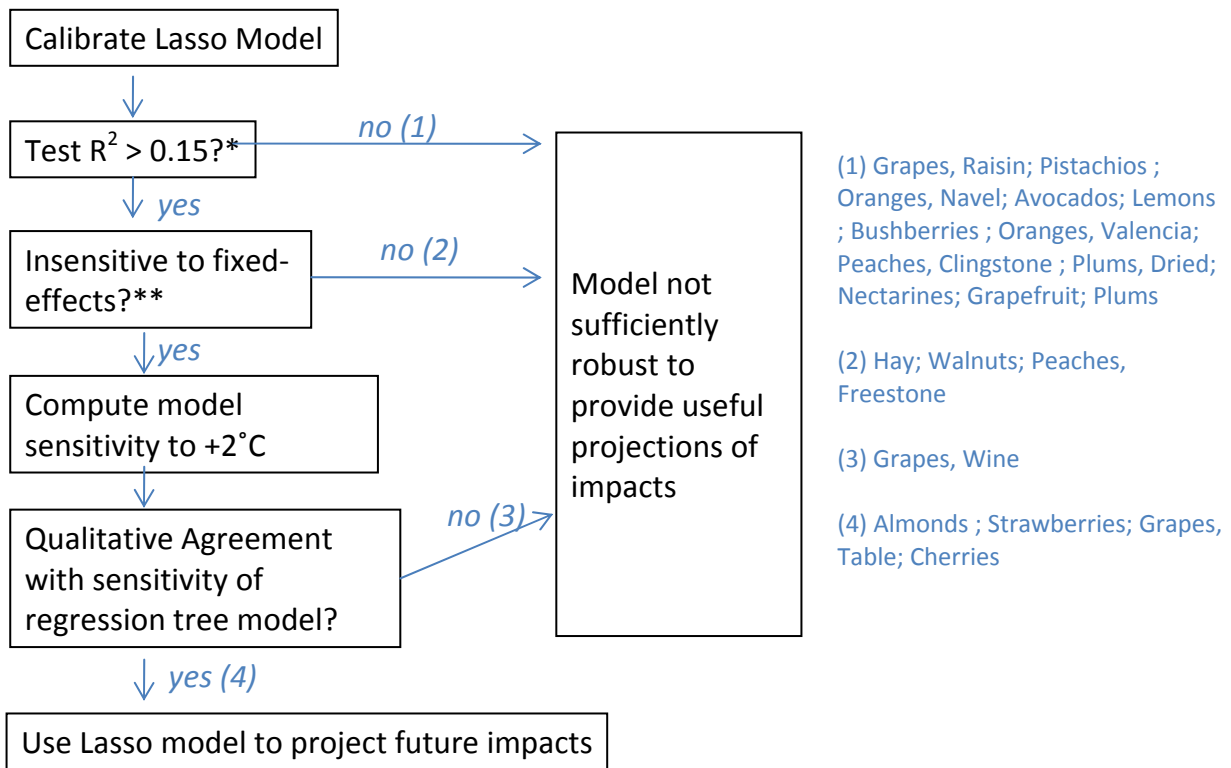 Calibrate Lasso Model
Test R² > 0.15?*
no (1)
yes
Insensitive to fixed-
effects?**
no (2)
yes
Compute model
sensitivity to +2˚C
Qualitative Agreement
with sensitivity of
regression tree model?
no (3)
yes (4)
Use Lasso model to project future impacts
Model not
sufficiently
robust to
provide useful
projections of
impacts
(1) Grapes, Raisin; Pistachios ;
Oranges, Navel; Avocados; Lemons
; Bushberries ; Oranges, Valencia;
Peaches, Clingstone ; Plums, Dried;
Nectarines; Grapefruit; Plums
(2) Hay; Walnuts; Peaches,
Freestone
(3) Grapes, Wine
(4) Almonds ; Strawberries; Grapes,
Table; Cherries